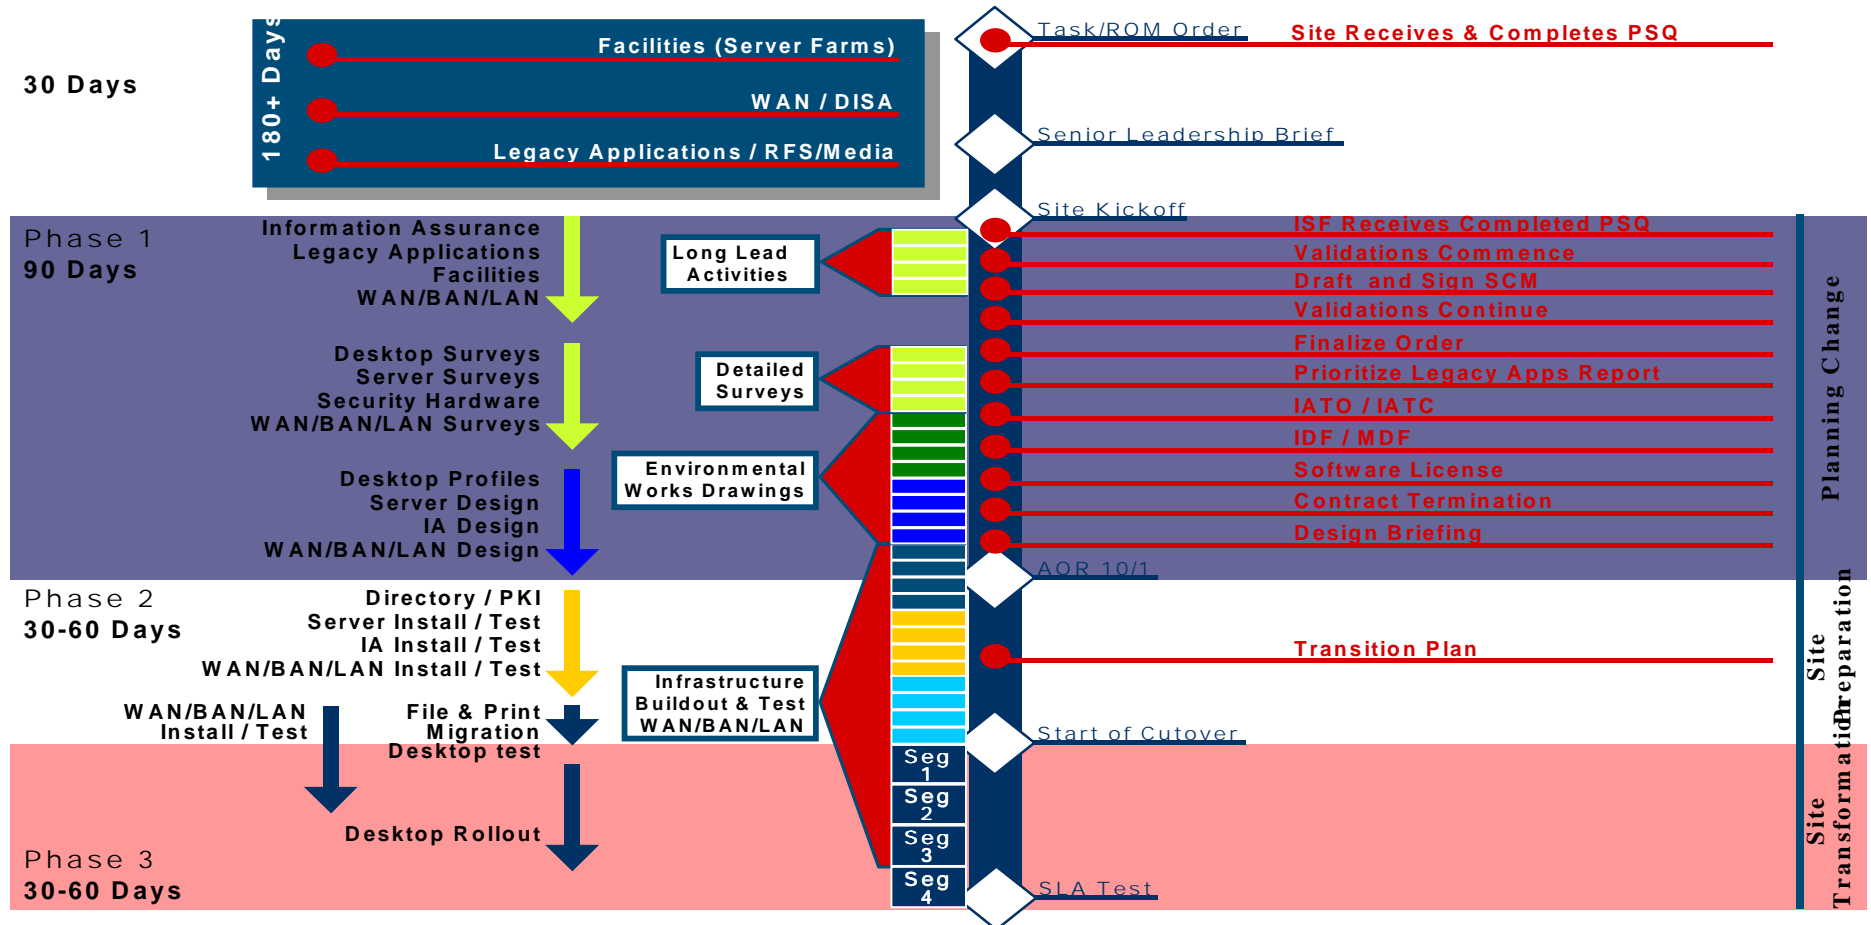 30 Days
180+ Days
Facilities (Server Farms)
WAN / DISA
Legacy Applications / RFS/Media
Task/ROM Order
Site Receives & Completes PSQ
Senior Leadership Brief
Site Kickoff
Phase 1
90 Days
Information Assurance
Legacy Applications
Facilities
WAN/BAN/LAN
Desktop Surveys
Server Surveys
Security Hardware
WAN/BAN/LAN Surveys
Desktop Profiles
Server Design
IA Design
WAN/BAN/LAN Design
Long Lead
Activities
Detailed
Surveys
Environmental
Works Drawings
ISF Receives Completed PSQ
Validations Commence
Draft and Sign SCM
Validations Continue
Finalize Order
Prioritize Legacy Apps Report
IATO / IATC
IDF / MDF
Software License
Contract Termination
Design Briefing
AOR 10/1
Planning Change
Phase 2
30-60 Days
Directory / PKI
Server Install / Test
IA Install / Test
WAN/BAN/LAN Install / Test
WAN/BAN/LAN
Install / Test
File & Print
Migration
Desktop test
Infrastructure
Buildout & Test
WAN/BAN/LAN
Transition Plan
Start of Cutover
Site
Preparation
Phase 3
30-60 Days
Desktop Rollout
Seg
1
Seg
2
Seg
3
Seg
4
SLA Test
Site
Transformation